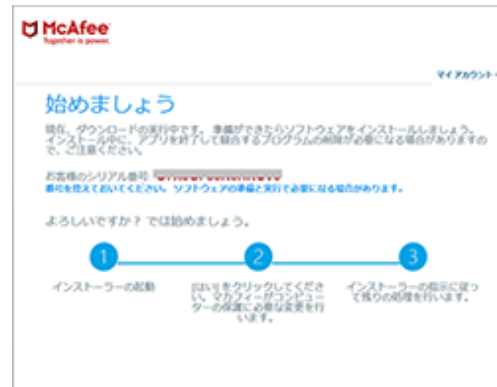 McAfee
Together is power.
マイ アカウント
始めましょう
現在、ダウンロードの実行中です。準備ができたらソフトウェアをインストールしましょう。
インストール中に、アプリを終了して競合するプログラムの削除が必要になる場合がありますの
で、ご注意ください。
お客様のシリアル番号:
番号を控えておいてください。ソフトウェアの準備と実行で必要になる場合があります。
よろしいですか? では始めましょう。
1
2
3
インストーラーの起動
[はい] をクリックしてくださ
い。マカフィーがコンピュー
ターの保護に必要な変更を行
います。
インストーラーの指示に従っ
て残りの処理を行います。